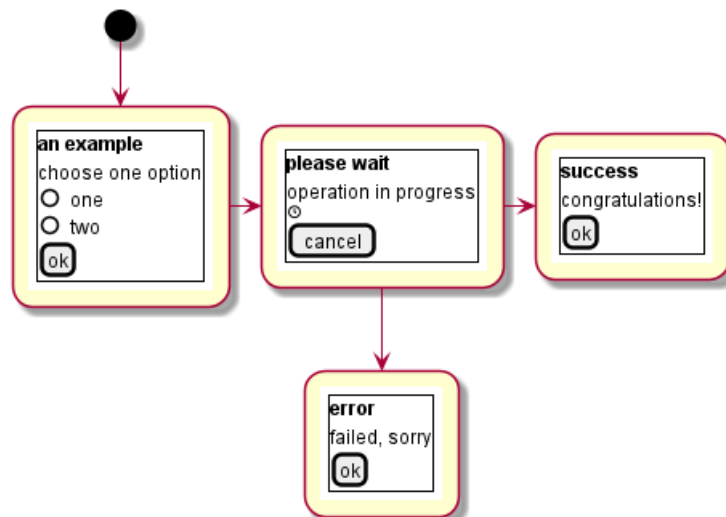 an example
choose one option
one
two
ok
please wait
operation in progress
cancel
success
congratulations!
ok
error
failed, sorry
ok